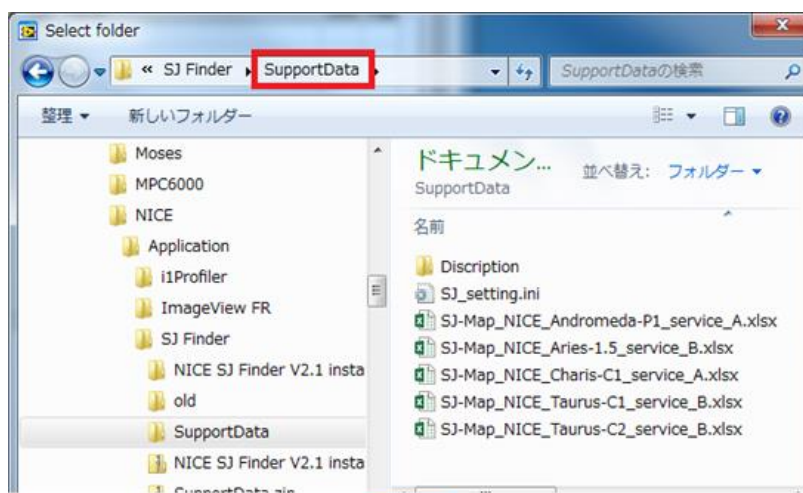 Select folder
« SJ Finder SupportData SupportDataの検索
整理 新しいフォルダー
Moses
MPC6000
NICE
Application
i1Profiler
ImageView FR
SJ Finder
NICE SJ Finder V2.1 insta
old
SupportData
NICE SJ Finder V2.1 insta
SupportData.zip
ドキュメン... 並べ替え: フォルダー
SupportData
名前
Discription
SJ_setting.ini
SJ-Map_NICE_Andromeda-P1_service_A.xlsx
SJ-Map_NICE_Aries-1.5_service_B.xlsx
SJ-Map_NICE_Charis-C1_service_A.xlsx
SJ-Map_NICE_Taurus-C1_service_B.xlsx
SJ-Map_NICE_Taurus-C2_service_B.xlsx